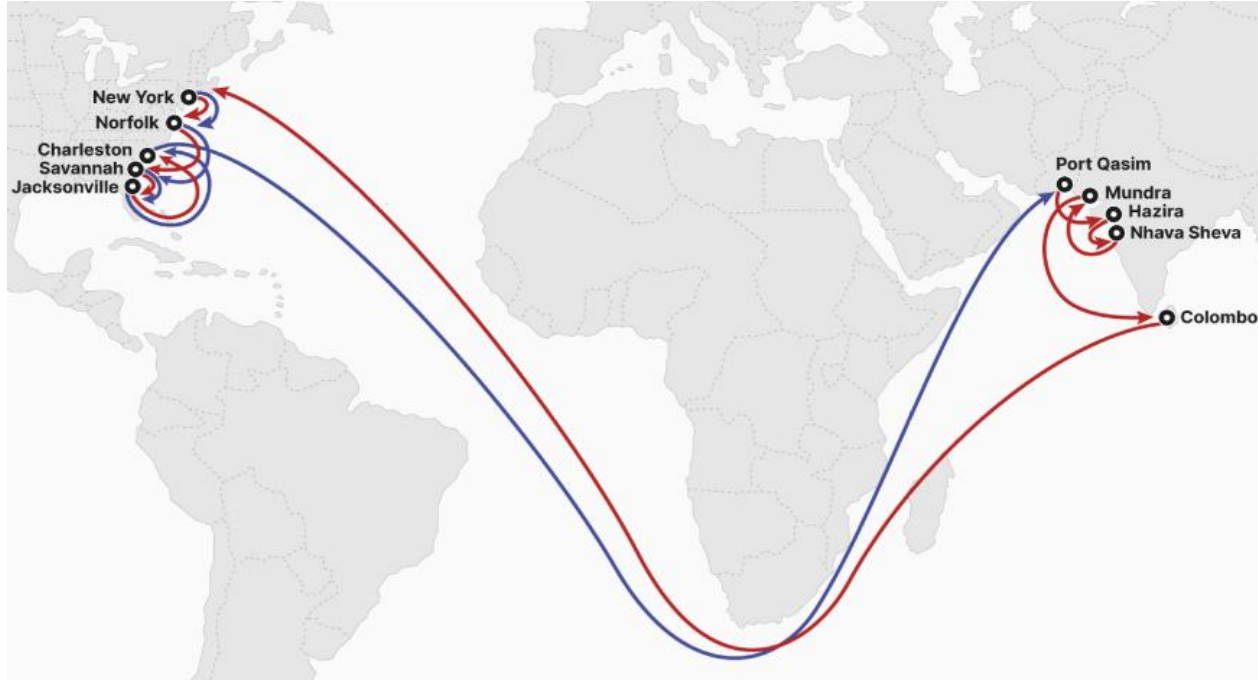 New York
Norfolk
Charleston
Savannah
Jacksonville
Port Qasim
Mundra
Hazira
Nhava Sheva
Colombo